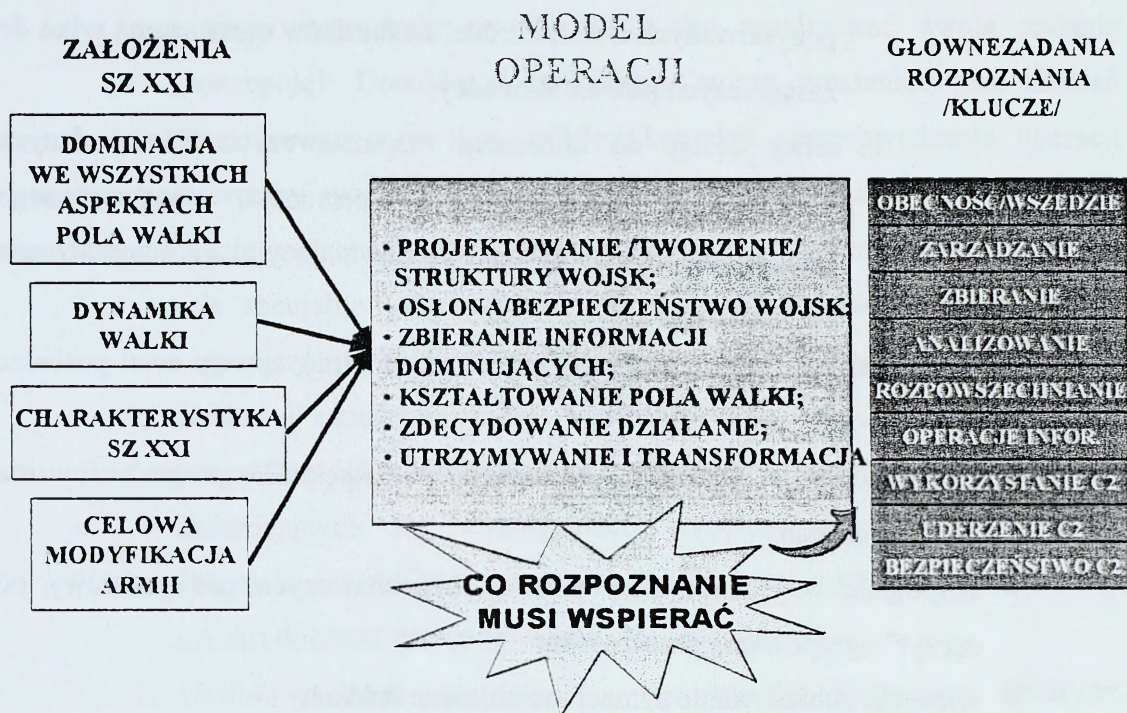 ZAŁOŻENIA
SZ XXI
DOMINACJA
WE WSZYSTKICH
ASPEKTACH
POLA WALKI
DYNAMIKA
WALKI
CHARAKTERYSTYKA
SZ XXI
CELOWA
MODYFIKACJA
ARMII
MODEL
OPERACJI
• PROJEKTOWANIE /TWORZENIE/
STRUKTURY WOJSK;
• OSŁONA/BEZPIECZEŃSTWO WOJSK;
• ZBIERANIE INFORMACJI
DOMINUJĄCYCH;
• KSZTAŁTOWANIE POLA WALKI;
• ZDECYDOWANE DZIAŁANIE;
• UTRZYMYWANIE I TRANSFORMACJA
CO ROZPOZNANIE
MUSI WSPIERAĆ
GŁOWNEZADANIA
ROZPOZNANIA
/KLUCZE/
OBECNOŚĆ/WSZĘDZIE
ZARZĄDZANIE
ZBIERANIE
ANALIZOWANIE
ROZPOWSZECHNIANIE
OPERACJE INFOR.
WYKORZYSTANIE C2
UDERZENIE C2
BEZPIECZEŃSTWO C2